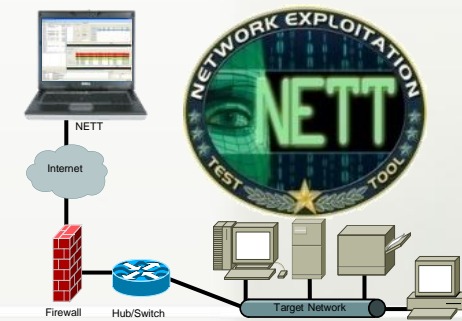 NETWORK EXPLOITATION
NETT
TEST TOOL
NETT
Internet
Firewall
Hub/Switch
Target Network